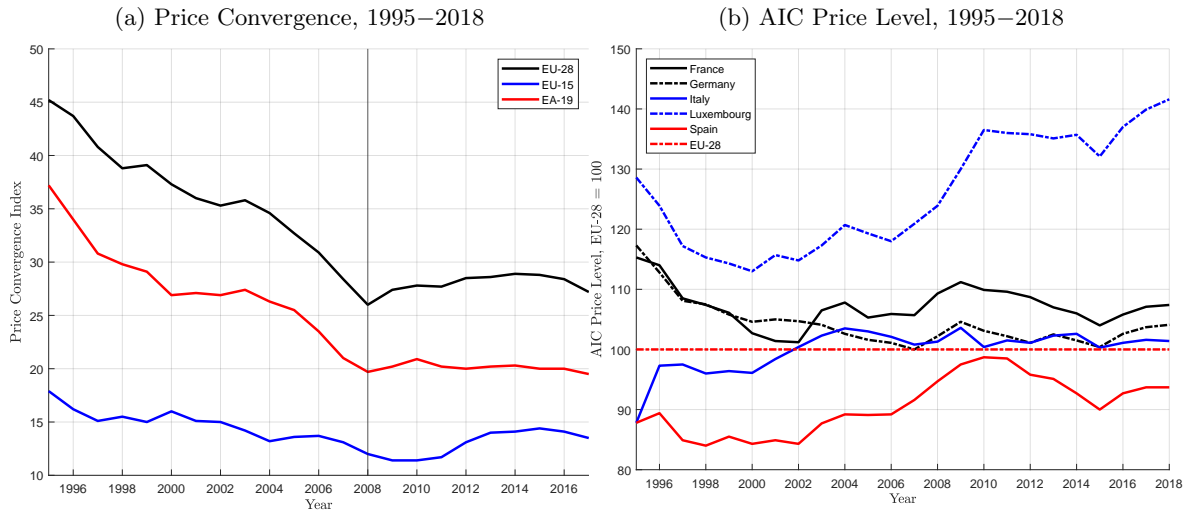 (a) Price Convergence, 1995−2018
50
45
40
35
30
25
20
15
10
Price Convergence Index
EU-28
EU-15
EA-19
1996 1998 2000 2002 2004 2006 2008 2010 2012 2014 2016
Year
(b) AIC Price Level, 1995−2018
150
140
130
120
110
100
90
80
AIC Price Level, EU-28 = 100
France
Germany
Italy
Luxembourg
Spain
EU-28
1996 1998 2000 2002 2004 2006 2008 2010 2012 2014 2016 2018
Year